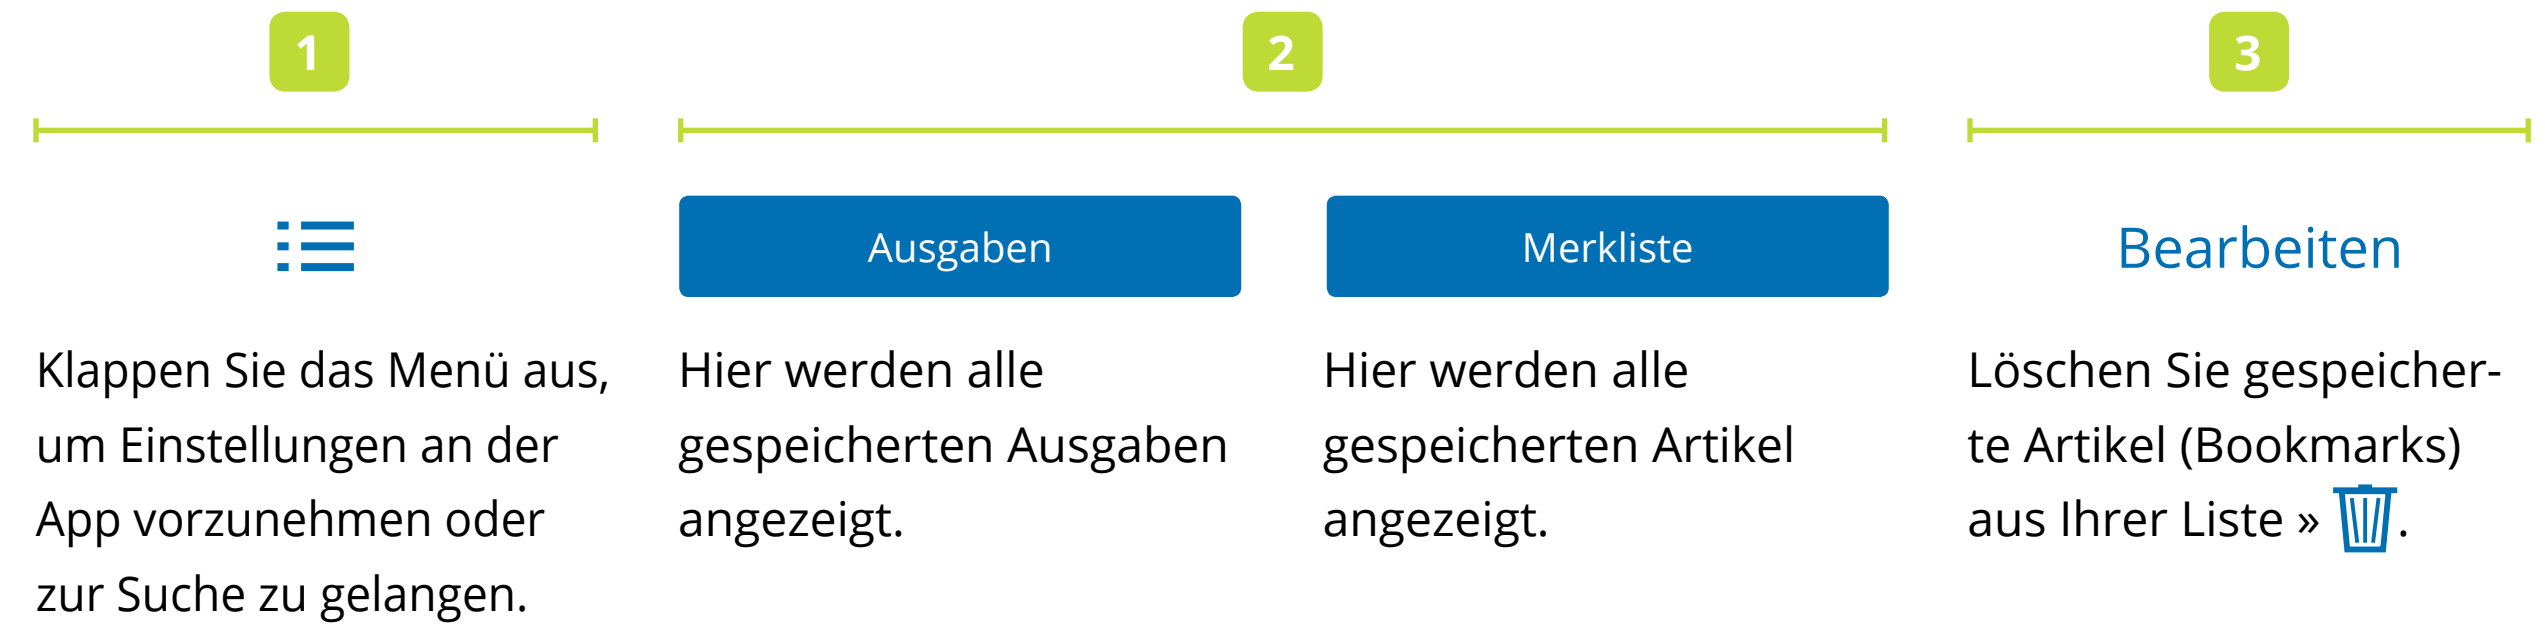 1
2
3
Ausgaben
Merkliste
Bearbeiten
Klappen Sie das Menü aus,
um Einstellungen an der
App vorzunehmen oder
zur Suche zu gelangen.
Hier werden alle
gespeicherten Ausgaben
angezeigt.
Hier werden alle
gespeicherten Artikel
angezeigt.
Löschen Sie gespeicher-
te Artikel (Bookmarks)
aus Ihrer Liste » .